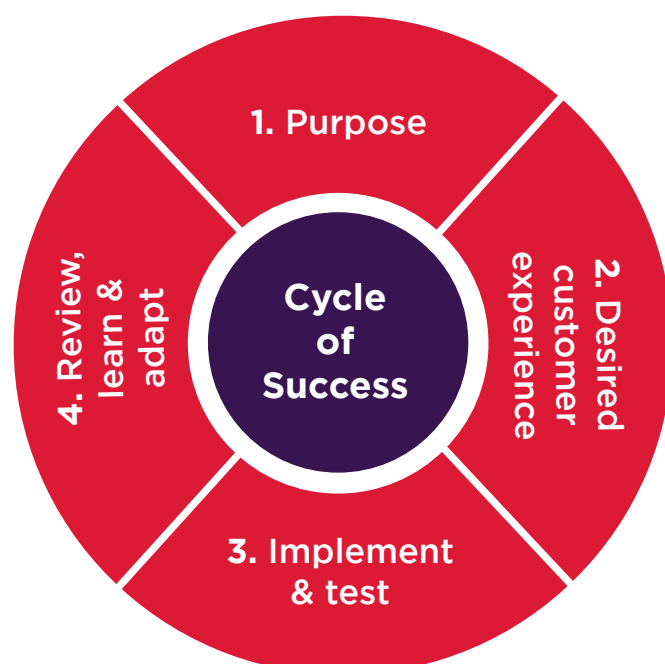 1. Purpose
2. Desired
customer
experience
3. Implement
& test
4. Review,
learn &
adapt
Cycle
of
Success